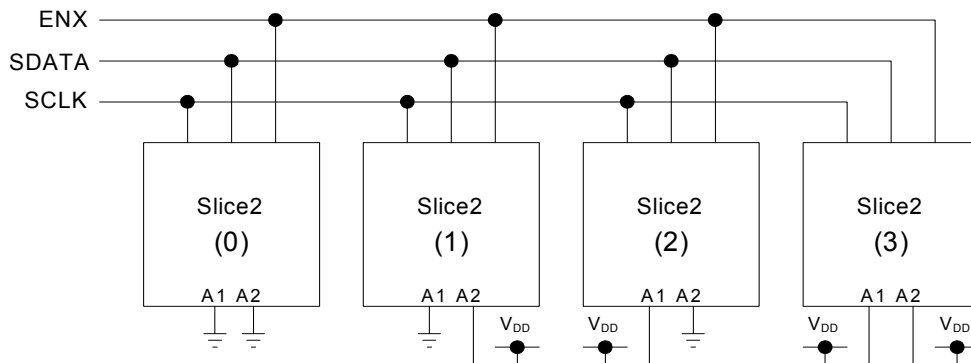 ENX
SDATA
SCLK
Slice2 Slice2 Slice2 Slice2
(0) (1) (2) (3)
A1 A2 A1 A2 A1 A2 A1 A2
VDD VDD VDD VDD